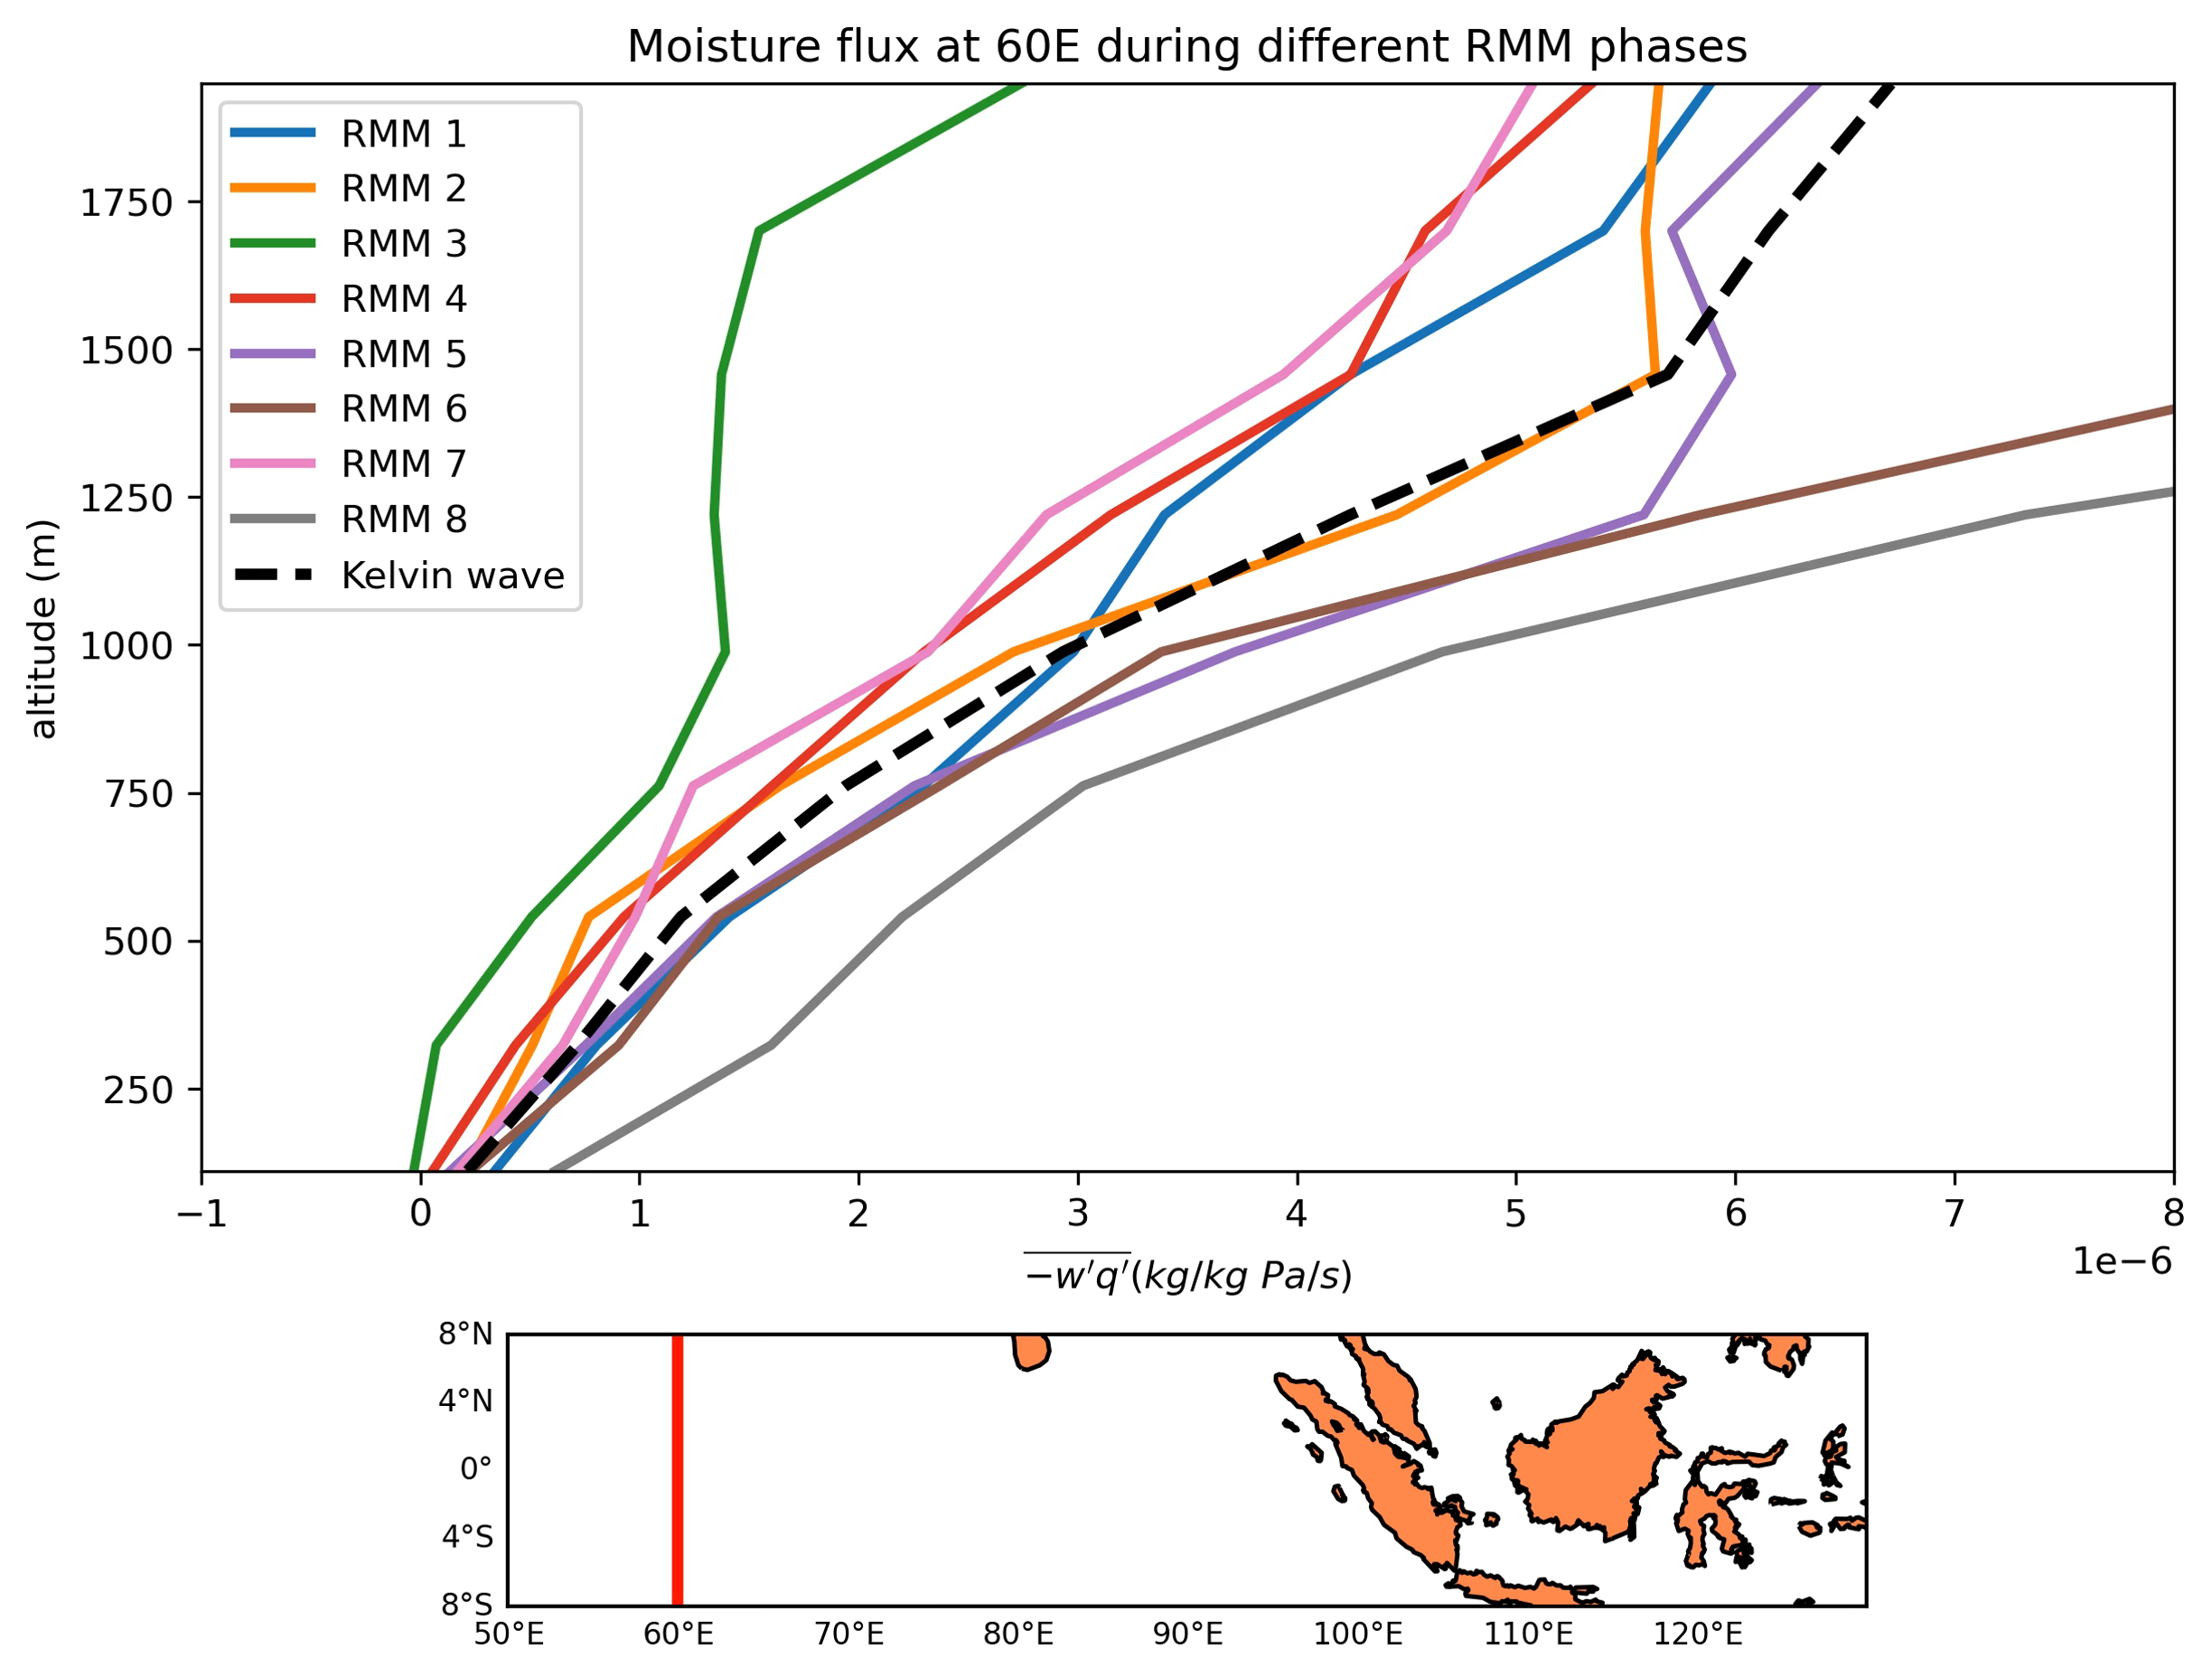 Moisture flux at 60E during different RMM phases
RMM 1
RMM 2
RMM 3
RMM 4
RMM 5
RMM 6
RMM 7
RMM 8
Kelvin wave
1750
1500
1250
1000
750
500
250
altitude (m)
−1 0 1 2 3 4 5 6 7 8
1e−6
−w′q′(kg/kg Pa/s)
8°N
4°N
0°
4°S
8°S
50°E 60°E 70°E 80°E 90°E 100°E 110°E 120°E